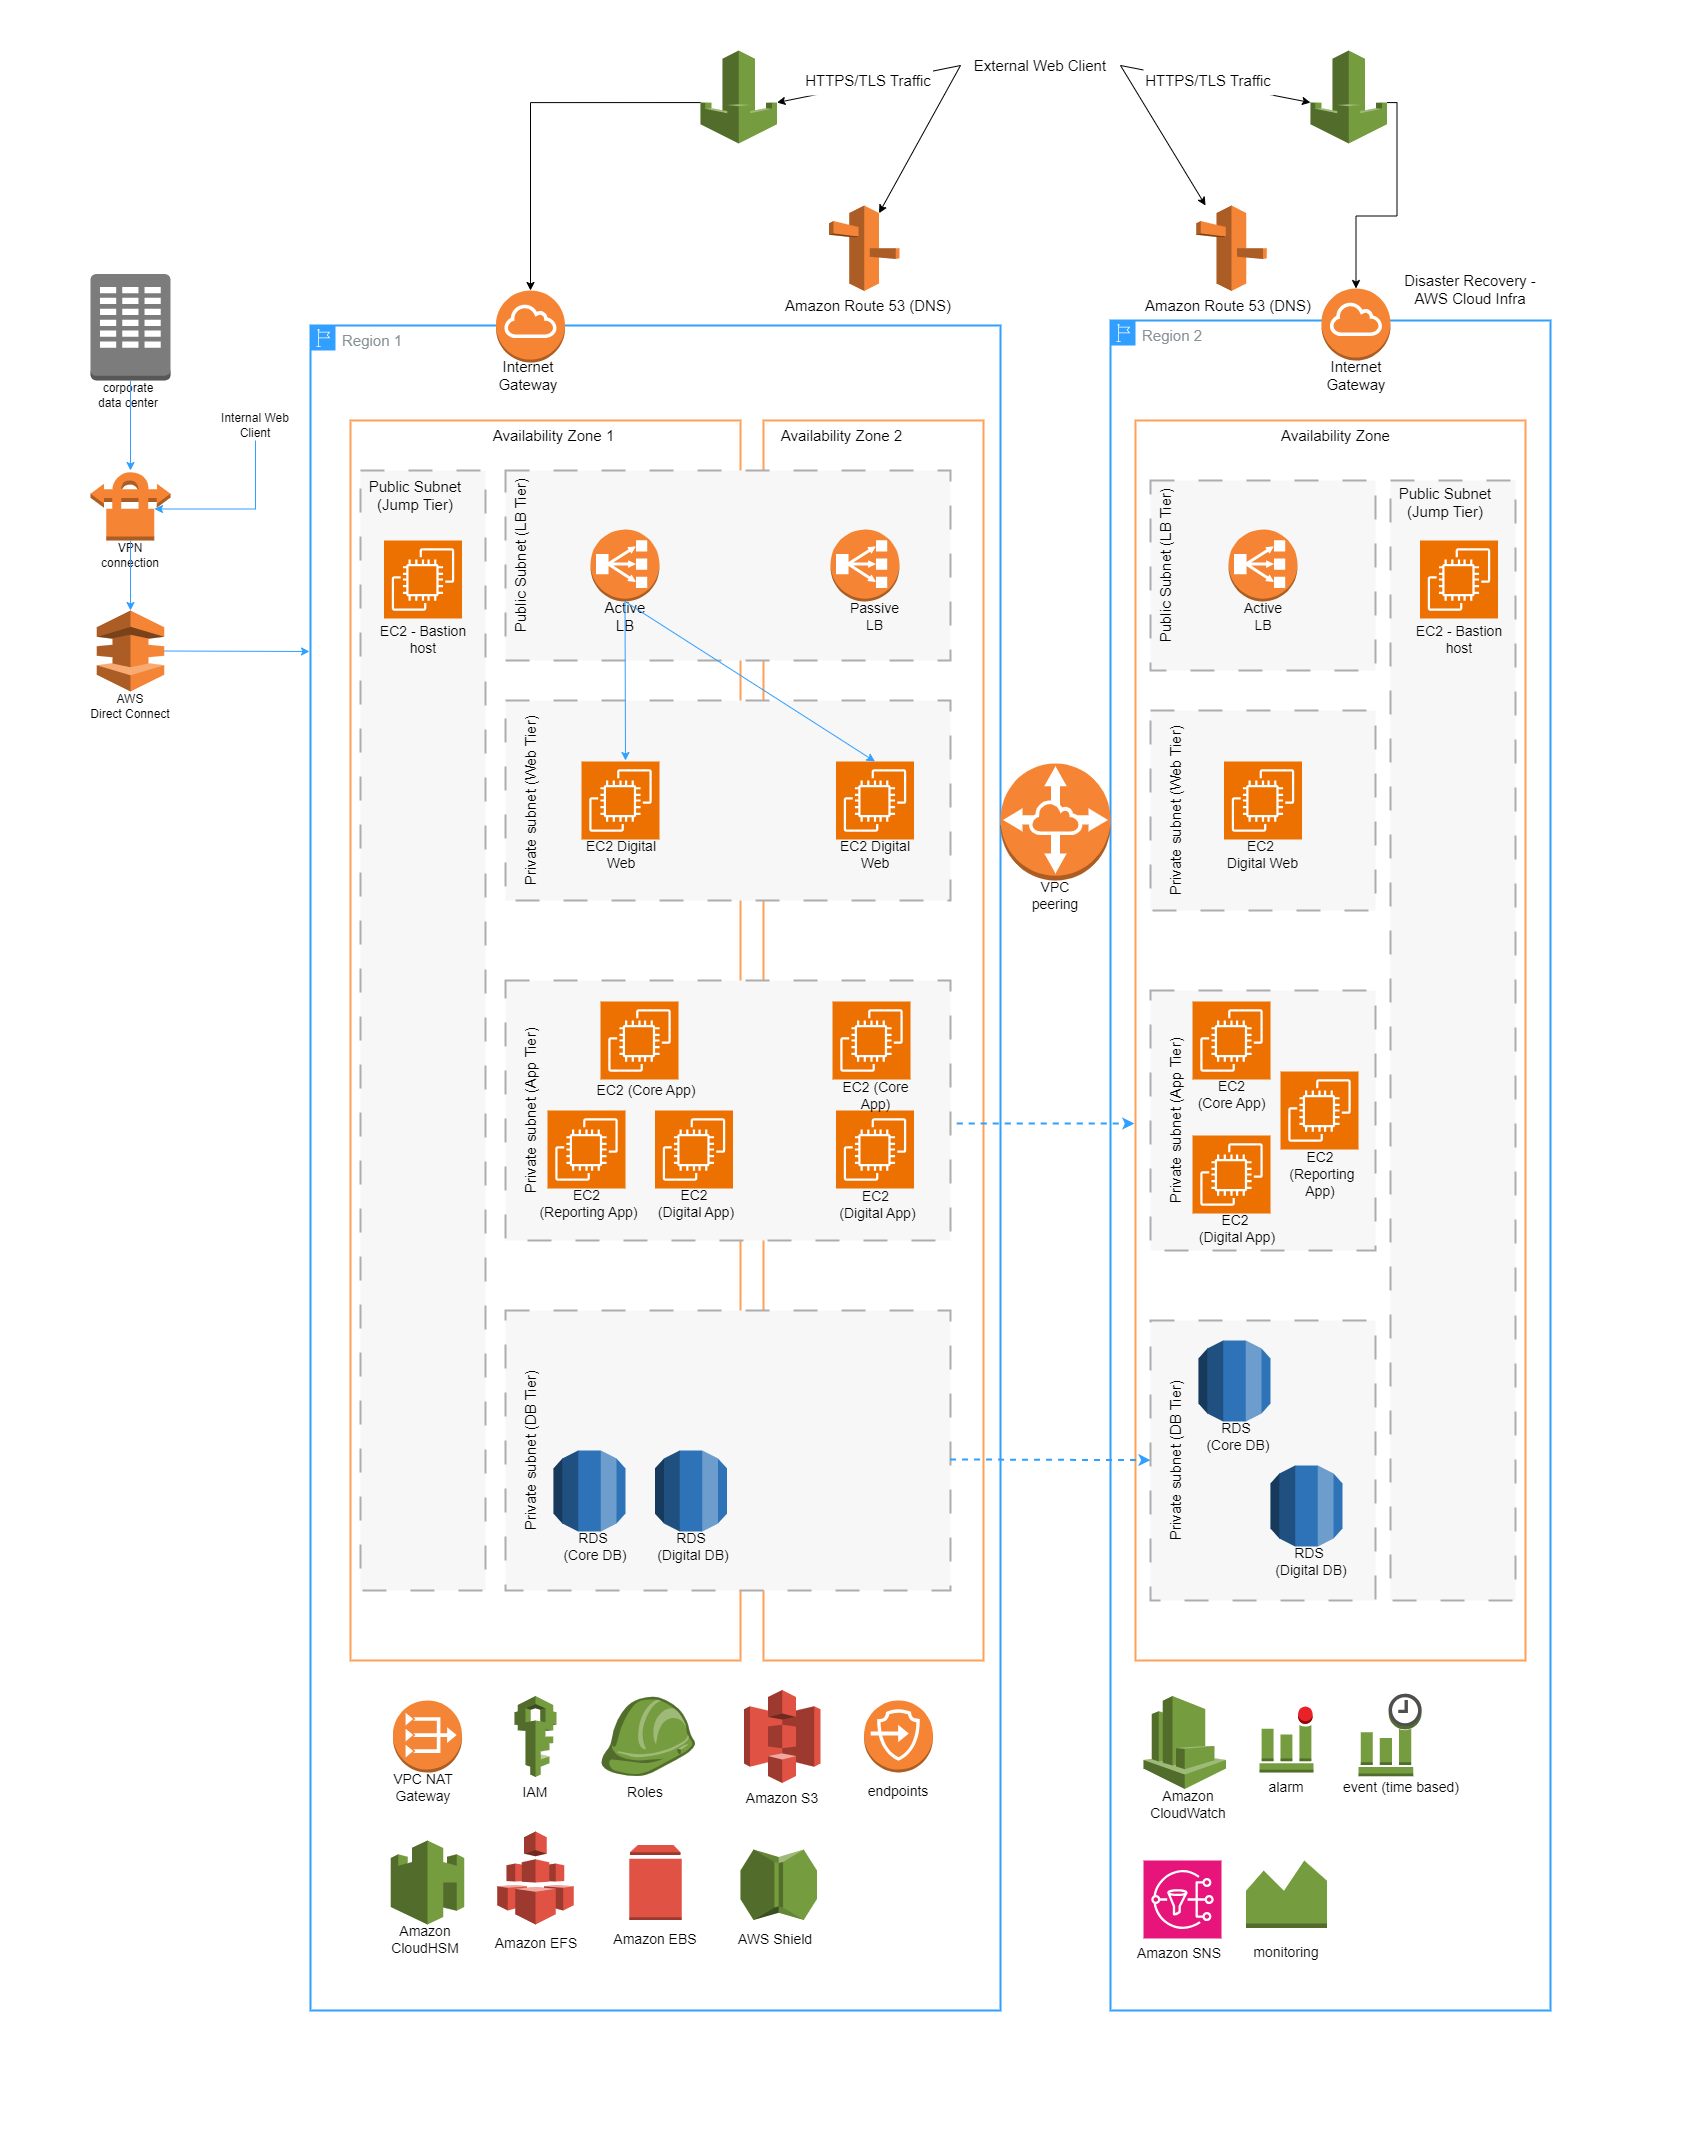 External Web Client
HTTPS/TLS Traffic
HTTPS/TLS Traffic
Amazon Route 53 (DNS)
Amazon Route 53 (DNS)
Disaster Recovery -
AWS Cloud Infra
corporate
data center
Internal Web
Client
VPN
connection
AWS
Direct Connect
Region 1
Internet
Gateway
Availability Zone 1
Availability Zone 2
Public Subnet
(Jump Tier)
EC2 - Bastion
host
Public Subnet (LB Tier)
Active
LB
Passive
LB
Private subnet (Web Tier)
EC2 Digital
Web
EC2 Digital
Web
Private subnet (App Tier)
EC2 (Core App)
EC2 (Core
App)
EC2
(Reporting App)
EC2
(Digital App)
EC2
(Digital App)
Private subnet (DB Tier)
RDS
(Core DB)
RDS
(Digital DB)
VPC NAT
Gateway
IAM
Roles
Amazon S3
endpoints
Amazon
CloudHSM
Amazon EFS
Amazon EBS
AWS Shield
VPC
peering
Region 2
Internet
Gateway
Availability Zone
Public Subnet (LB Tier)
Active
LB
Public Subnet
(Jump Tier)
EC2 - Bastion
host
Private subnet (Web Tier)
EC2
Digital Web
Private subnet (App Tier)
EC2
(Core App)
EC2
(Reporting
App)
EC2
(Digital App)
Private subnet (DB Tier)
RDS
(Core DB)
RDS
(Digital DB)
Amazon
CloudWatch
alarm
event (time based)
Amazon SNS
monitoring